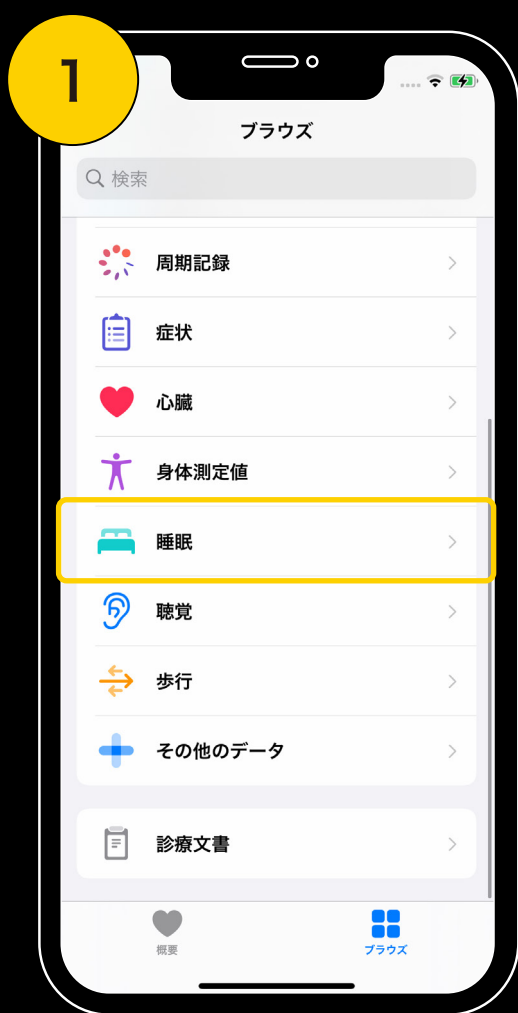 1
ブラウズ
検索
周期記録
症状
心臓
身体測定値
睡眠
聴覚
歩行
その他のデータ
診療文書
概要
ブラウズ